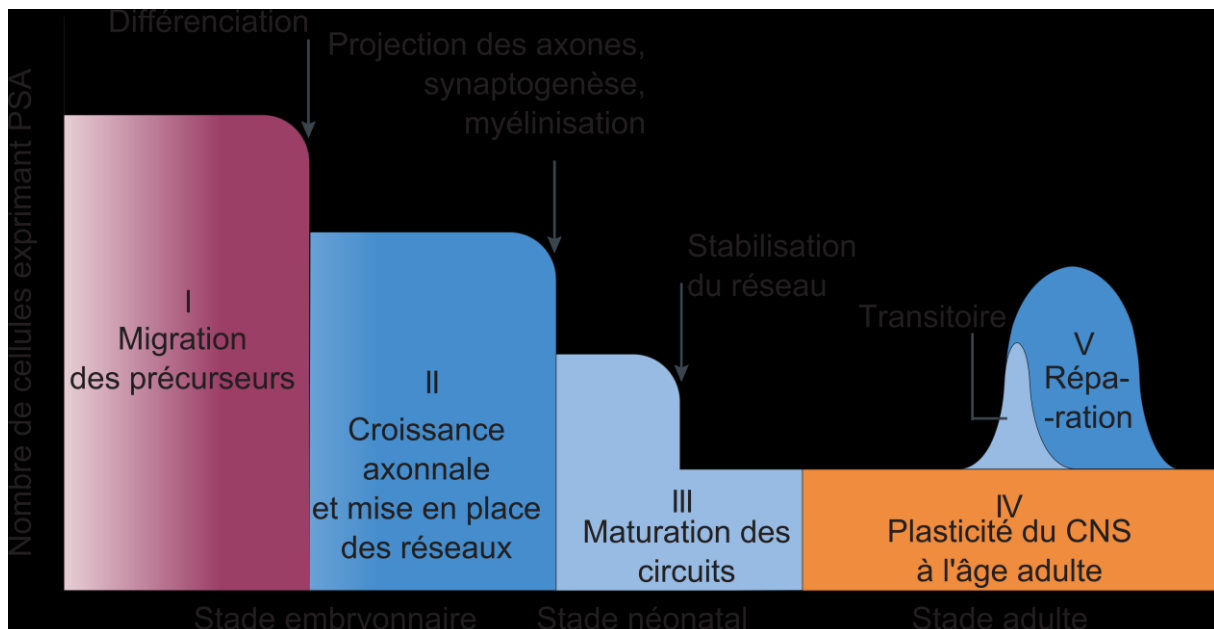 Nombre de cellules exprimant PSA
Différenciation
Projection des axones,
synaptogenèse,
myélinisation
Stabilisation
du réseau
Transitoire
I
Migration
des précurseurs
II
Croissance
axonnale
et mise en place
des réseaux
III
Maturation des
circuits
IV
Plasticité du CNS
à l'âge adulte
V
Répa-
-ration
Stade embryonnaire
Stade néonatal
Stade adulte